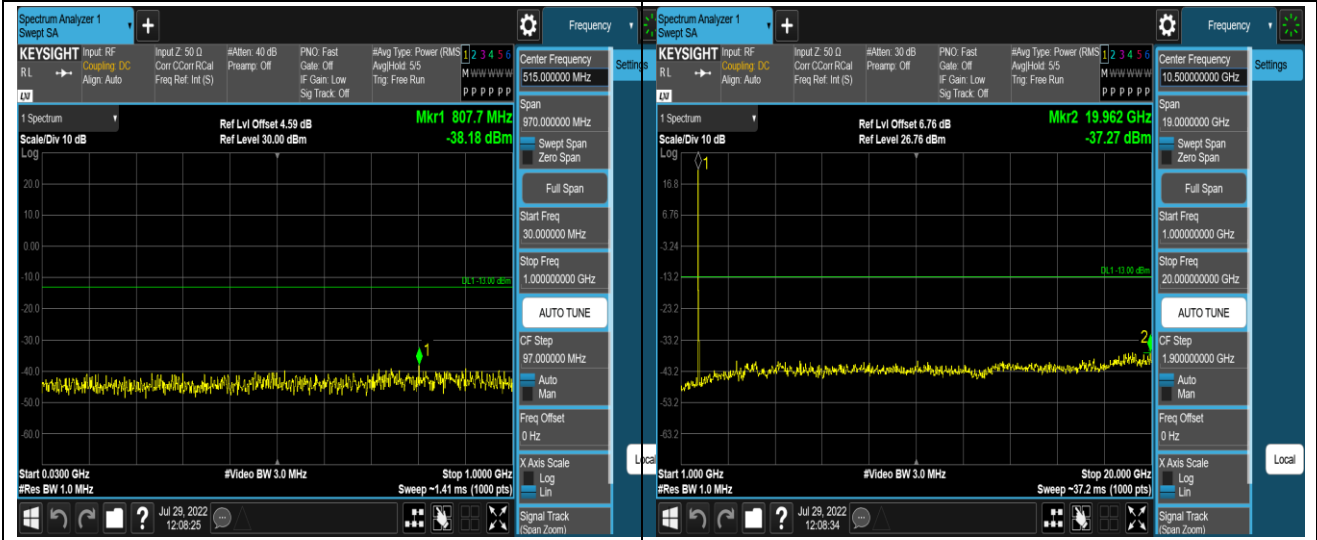 Spectrum Analyzer 1
Swept SA
Frequency
KEYSIGHT
RL
LXI
Input: RF
Coupling: DC
Align: Auto
Input Z: 50 Ω
Corr CCorr RCal
Freq Ref: Int (S)
#Atten: 40 dB
Preamp: Off
PNO: Fast
Gate: Off
IF Gain: Low
Sig Track: Off
#Avg Type: Power (RMS
Avg|Hold: 5/5
Trig: Free Run
1 2 3 4 5 6
M W W W W W
P P P P P P
Center Frequency
515.000000 MHz
Settings
Span
970.000000 MHz
Swept Span
Zero Span
Full Span
Start Freq
30.000000 MHz
Stop Freq
1.000000000 GHz
AUTO TUNE
CF Step
97.000000 MHz
Auto
Man
Freq Offset
0 Hz
X Axis Scale
Log
Lin
Signal Track
(Span Zoom)
Local
1 Spectrum
Scale/Div 10 dB
Log
Ref Lvl Offset 4.59 dB
Ref Level 30.00 dBm
Mkr1 807.7 MHz
-38.18 dBm
20.0
10.0
0.00
-10.0
DL1 -13.00 dBm
-20.0
-30.0
1
-40.0
-50.0
-60.0
Start 0.0300 GHz
#Res BW 1.0 MHz
#Video BW 3.0 MHz
Stop 1.0000 GHz
Sweep ~1.41 ms (1000 pts)
?
Jul 29, 2022
12:08:25
Spectrum Analyzer 1
Swept SA
Frequency
KEYSIGHT
RL
LXI
Input: RF
Coupling: DC
Align: Auto
Input Z: 50 Ω
Corr CCorr RCal
Freq Ref: Int (S)
#Atten: 30 dB
Preamp: Off
PNO: Fast
Gate: Off
IF Gain: Low
Sig Track: Off
#Avg Type: Power (RMS
Avg|Hold: 5/5
Trig: Free Run
1 2 3 4 5 6
M W W W W W
P P P P P P
Center Frequency
10.500000000 GHz
Settings
Span
19.0000000 GHz
Swept Span
Zero Span
Full Span
Start Freq
1.000000000 GHz
Stop Freq
20.000000000 GHz
AUTO TUNE
CF Step
1.900000000 GHz
Auto
Man
Freq Offset
0 Hz
X Axis Scale
Log
Lin
Signal Track
(Span Zoom)
Local
1 Spectrum
Scale/Div 10 dB
Log
Ref Lvl Offset 6.76 dB
Ref Level 26.76 dBm
Mkr2 19.962 GHz
-37.27 dBm
1
16.8
6.76
-3.24
-13.2
DL1 -13.00 dBm
-23.2
-33.2
2
-43.2
-53.2
-63.2
Start 1.000 GHz
#Res BW 1.0 MHz
#Video BW 3.0 MHz
Stop 20.000 GHz
Sweep ~37.2 ms (1000 pts)
?
Jul 29, 2022
12:08:34